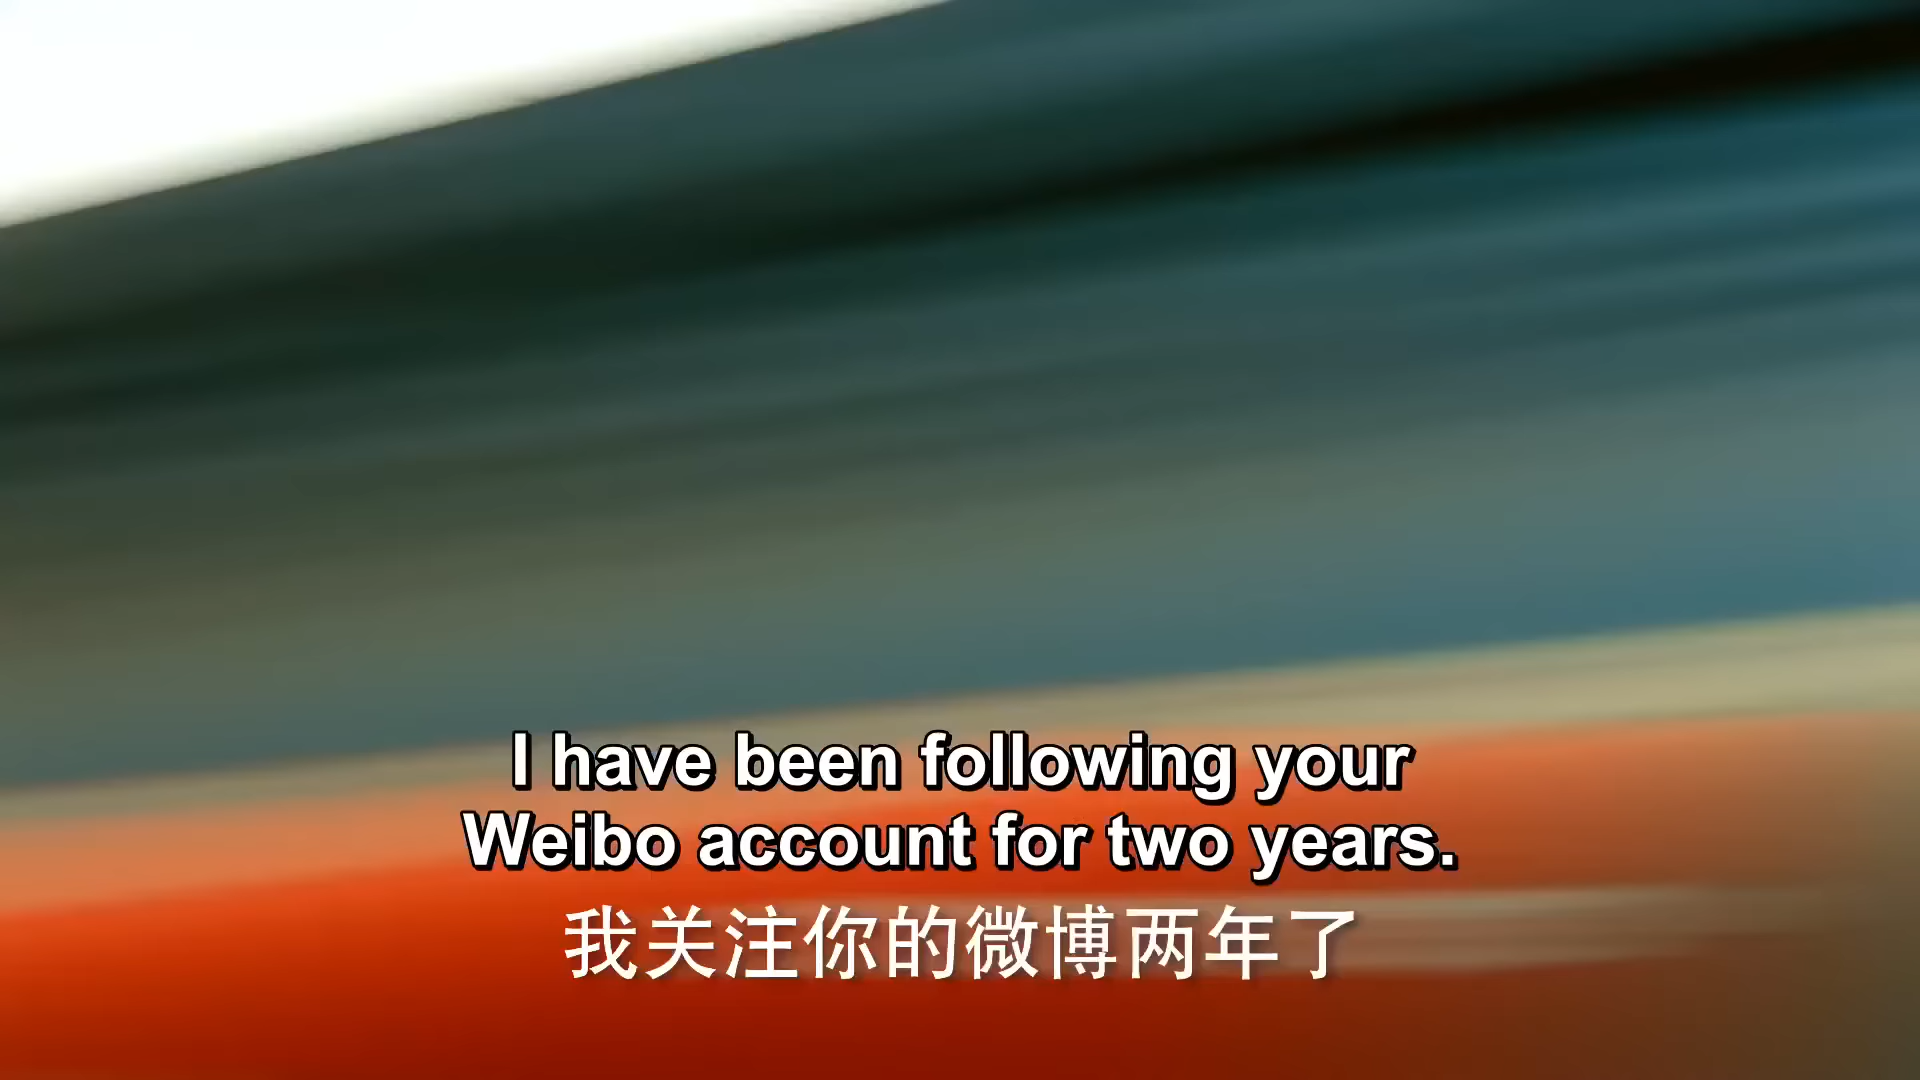 I have been following your
Weibo account for two years.
我关注你的微博两年了